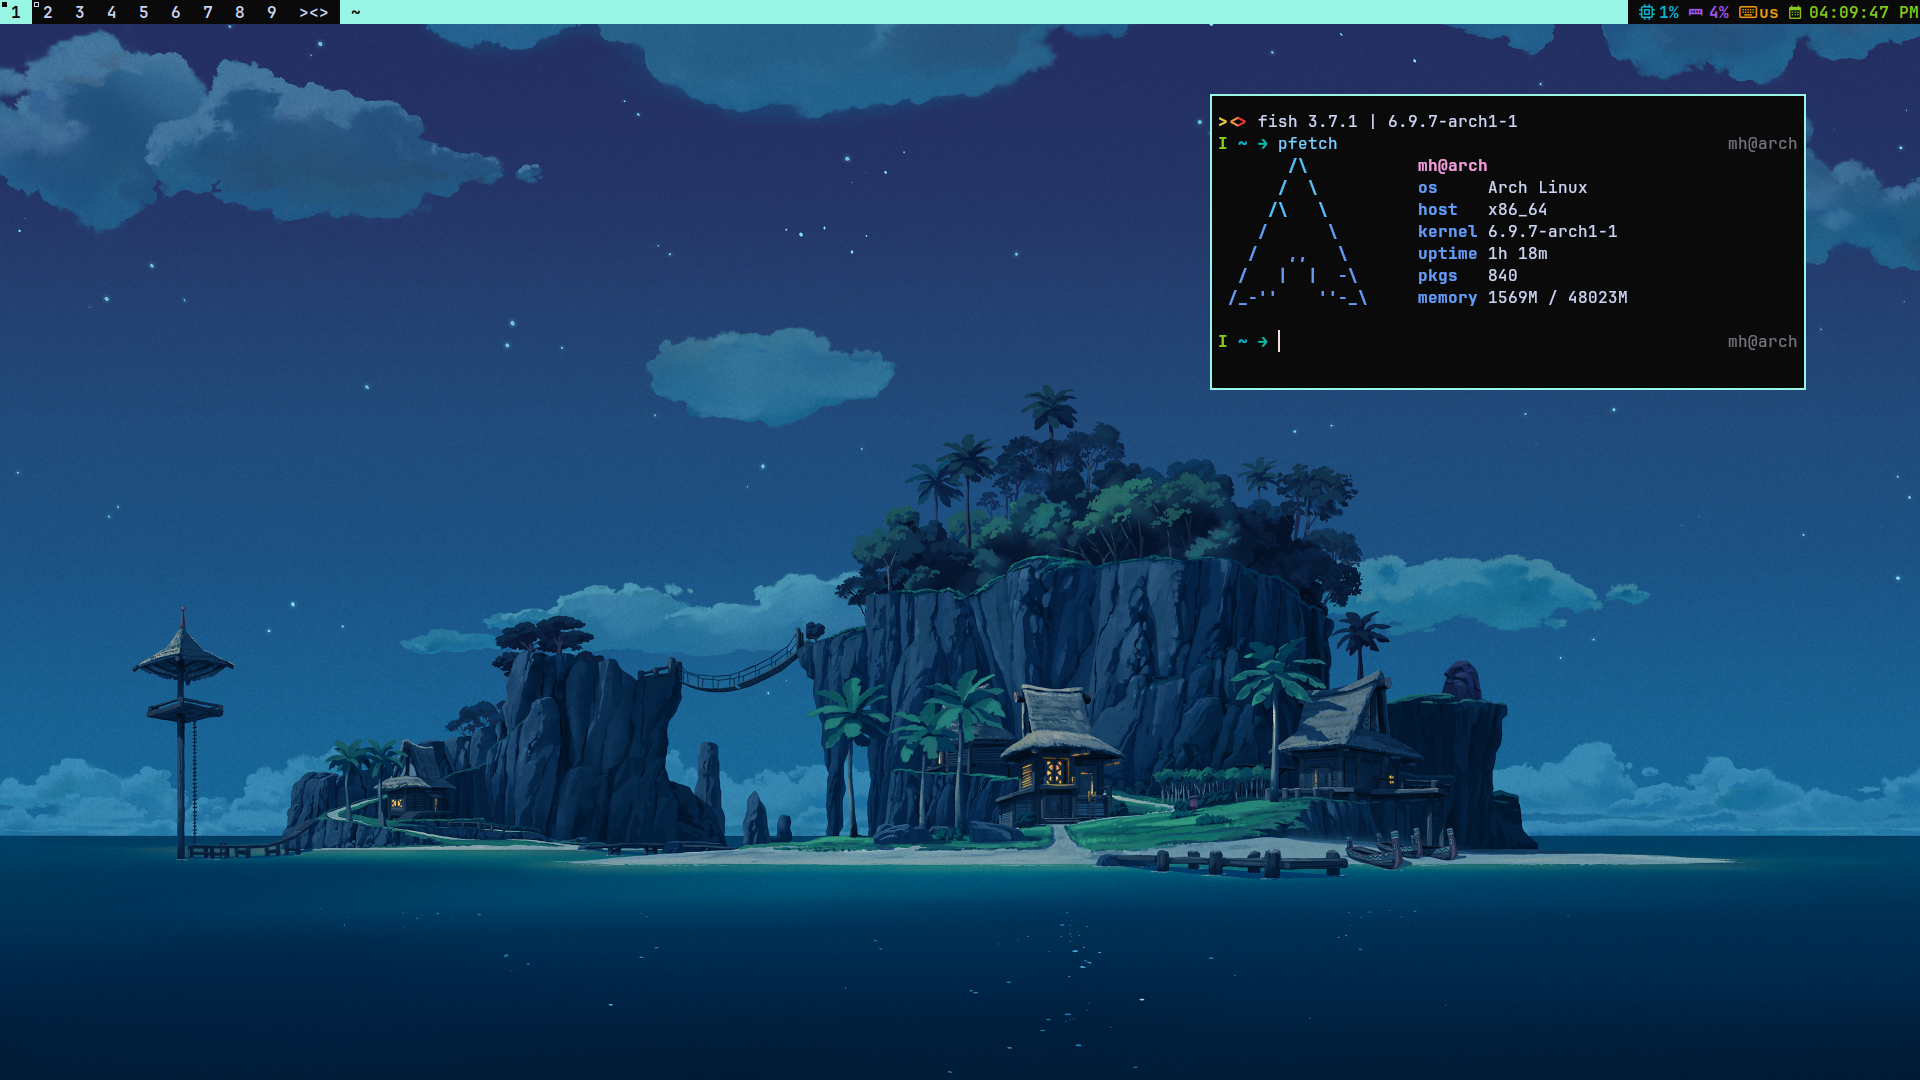 1 2 3 4 5 6 7 8 9 ><> ~ 1% 4% US 04:09:47 PM
><> fish 3.7.1 | 6.9.7-arch1-1
I ~ → pfetch mh@arch
/\ mh@arch
/ \ os Arch Linux
/\ \ host x86_64
/ \ kernel 6.9.7-arch1-1
/ ,, \ uptime 1h 18m
/ | | -\ pkgs 840
/_-'' ''-_\ memory 1569M / 48023M
I ~ → mh@arch